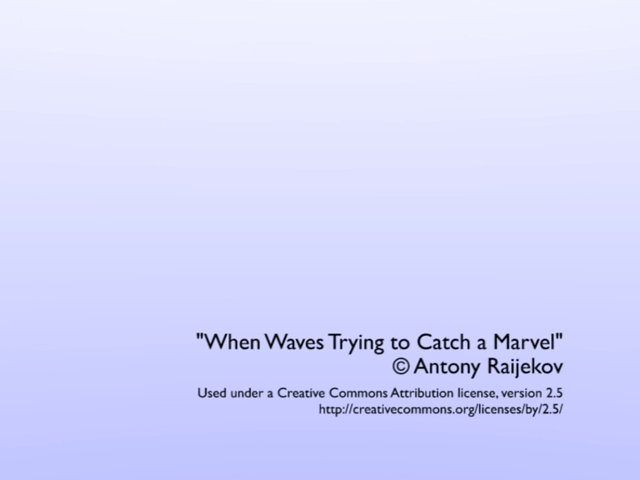 "When Waves Trying to Catch a Marvel"
© Antony Raijekov
Used under a Creative Commons Attribution license, version 2.5
http://creativecommons.org/licenses/by/2.5/